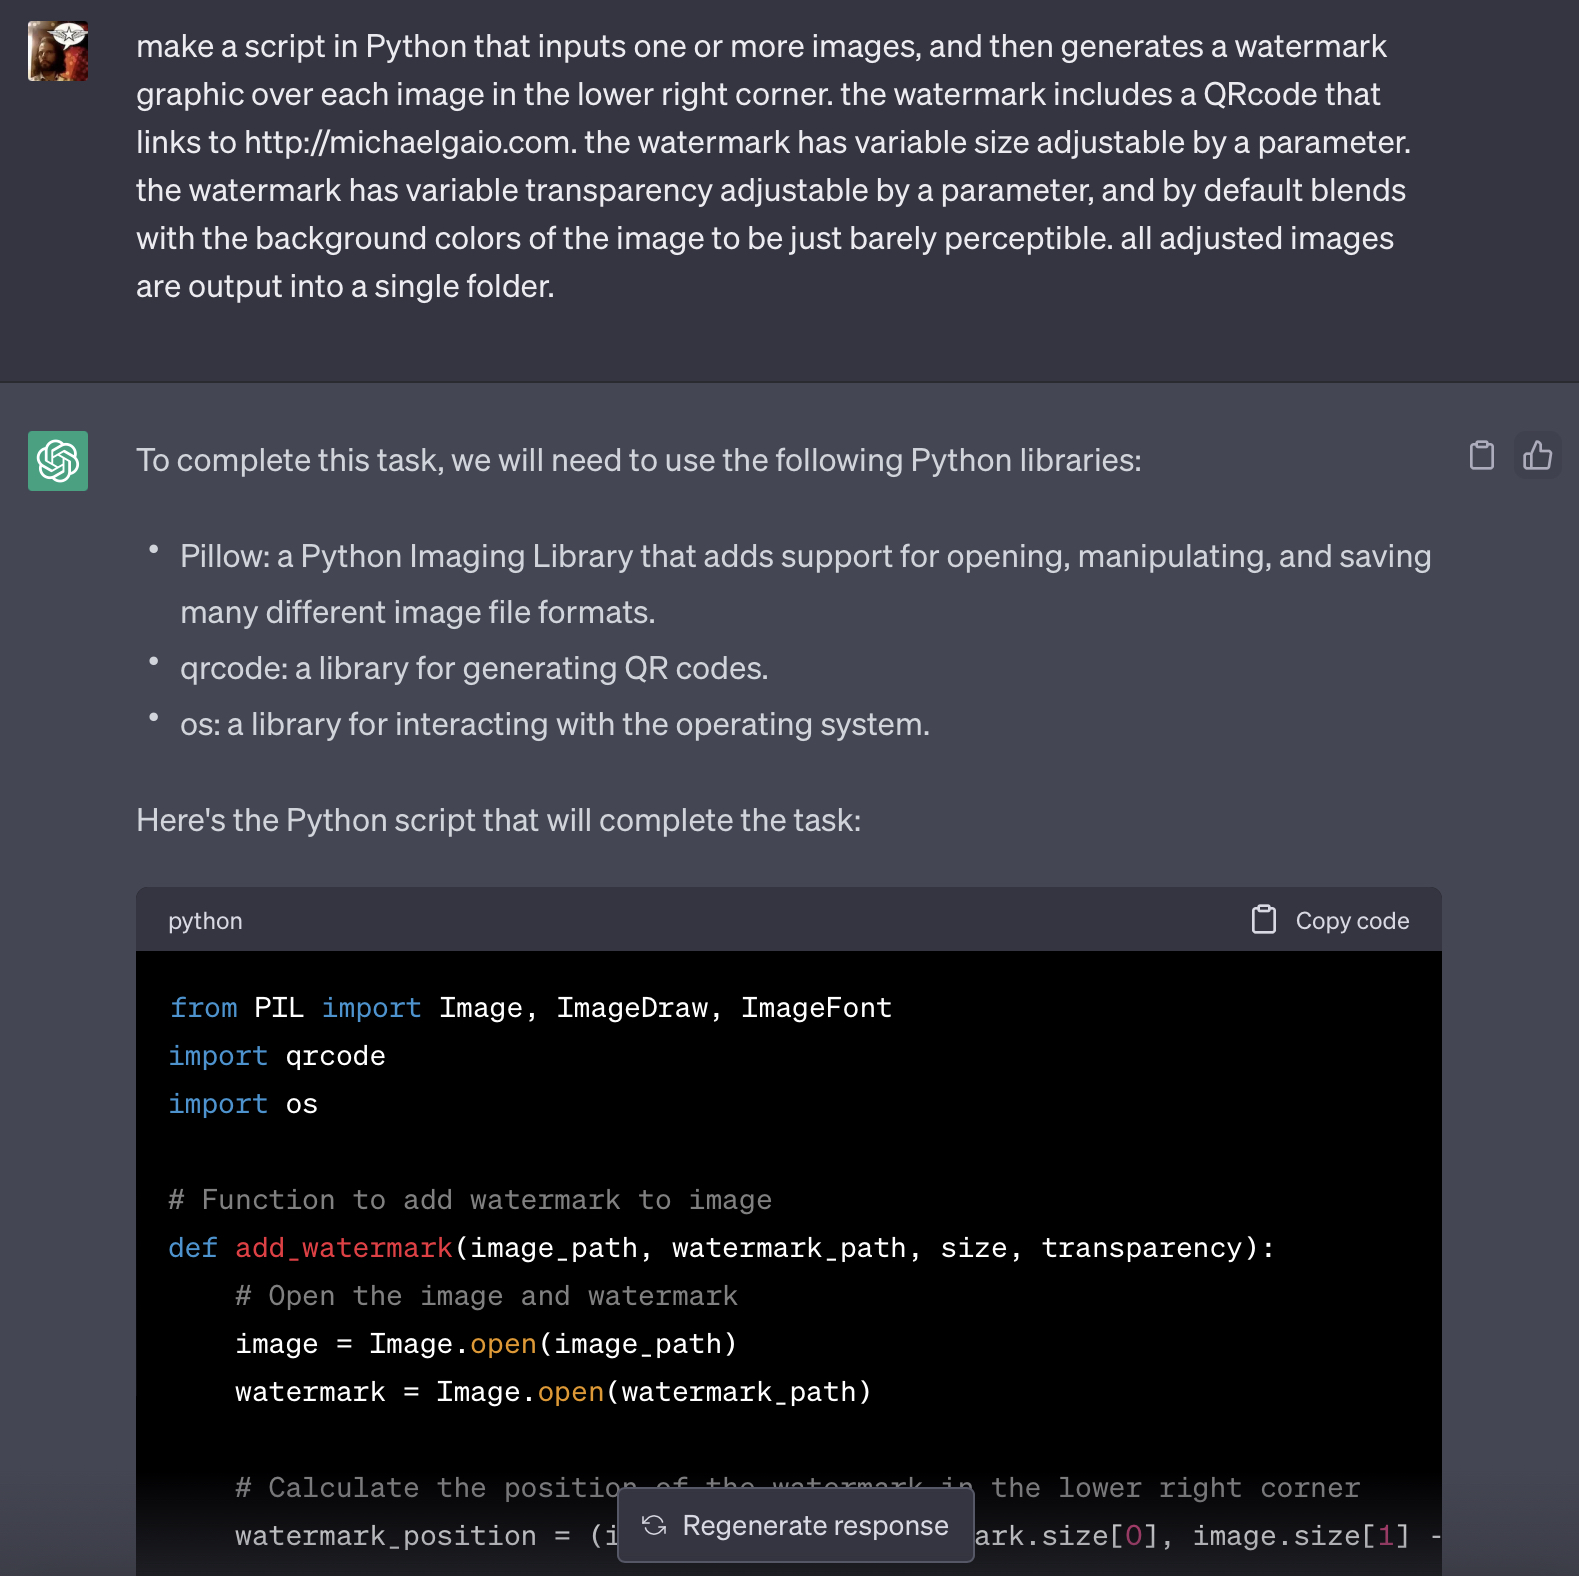 make a script in Python that inputs one or more images, and then generates a watermark
graphic over each image in the lower right corner. the watermark includes a QRcode that
links to http://michaelgaio.com. the watermark has variable size adjustable by a parameter.
the watermark has variable transparency adjustable by a parameter, and by default blends
with the background colors of the image to be just barely perceptible. all adjusted images
are output into a single folder.
To complete this task, we will need to use the following Python libraries:
• Pillow: a Python Imaging Library that adds support for opening, manipulating, and saving
many different image file formats.
• qrcode: a library for generating QR codes.
• os: a library for interacting with the operating system.
Here's the Python script that will complete the task:
python Copy code
from PIL import Image, ImageDraw, ImageFont
import qrcode
import os
# Function to add watermark to image
def add_watermark(image_path, watermark_path, size, transparency):
    # Open the image and watermark
    image = Image.open(image_path)
    watermark = Image.open(watermark_path)
    # Calculate the position of the watermark in the lower right corner
    watermark_position = (i ark.size[0], image.size[1] -
Regenerate response